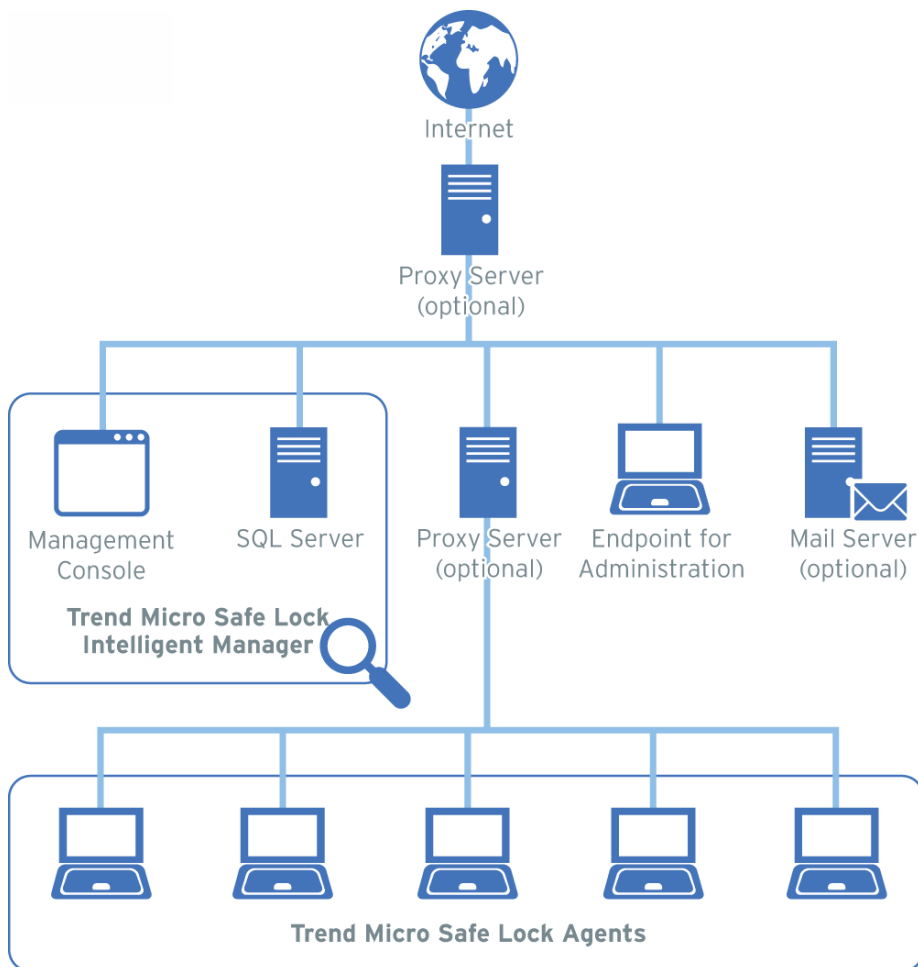 Internet
Proxy Server
(optional)
Management
Console
SQL Server
Proxy Server
(optional)
Endpoint for
Administration
Mail Server
(optional)
Trend Micro Safe Lock
Intelligent Manager
Trend Micro Safe Lock Agents